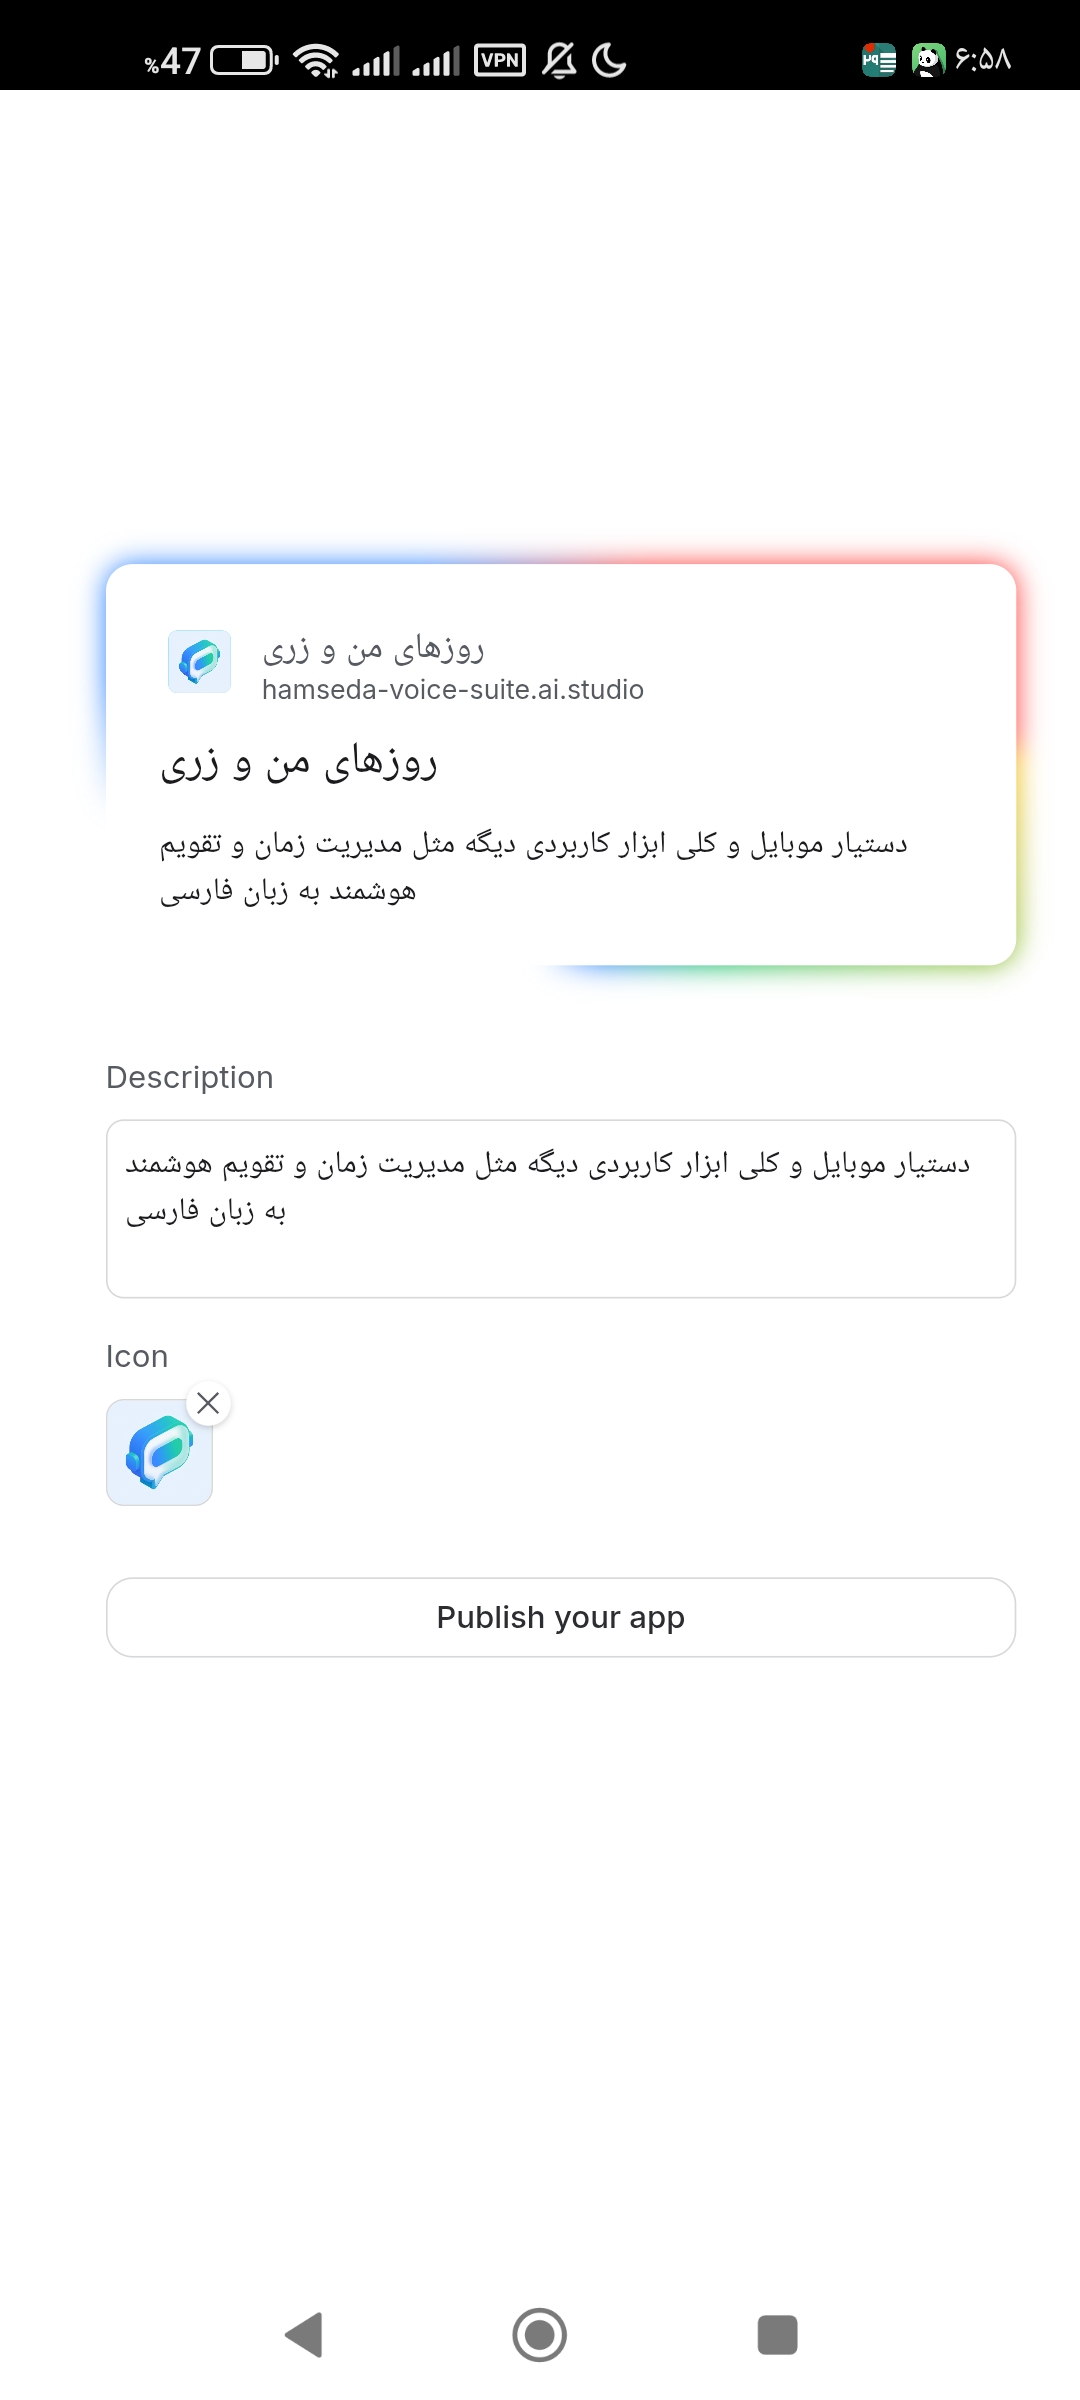 %47 VPN ۲۹ ۶:۵۸
روزهای من و زری
hamseda-voice-suite.ai.studio
روزهای من و زری
دستیار موبایل و کلی ابزار کاربردی دیگه مثل مدیریت زمان و تقویم
هوشمند به زبان فارسی
Description
دستیار موبایل و کلی ابزار کاربردی دیگه مثل مدیریت زمان و تقویم هوشمند
به زبان فارسی
Icon
Publish your app